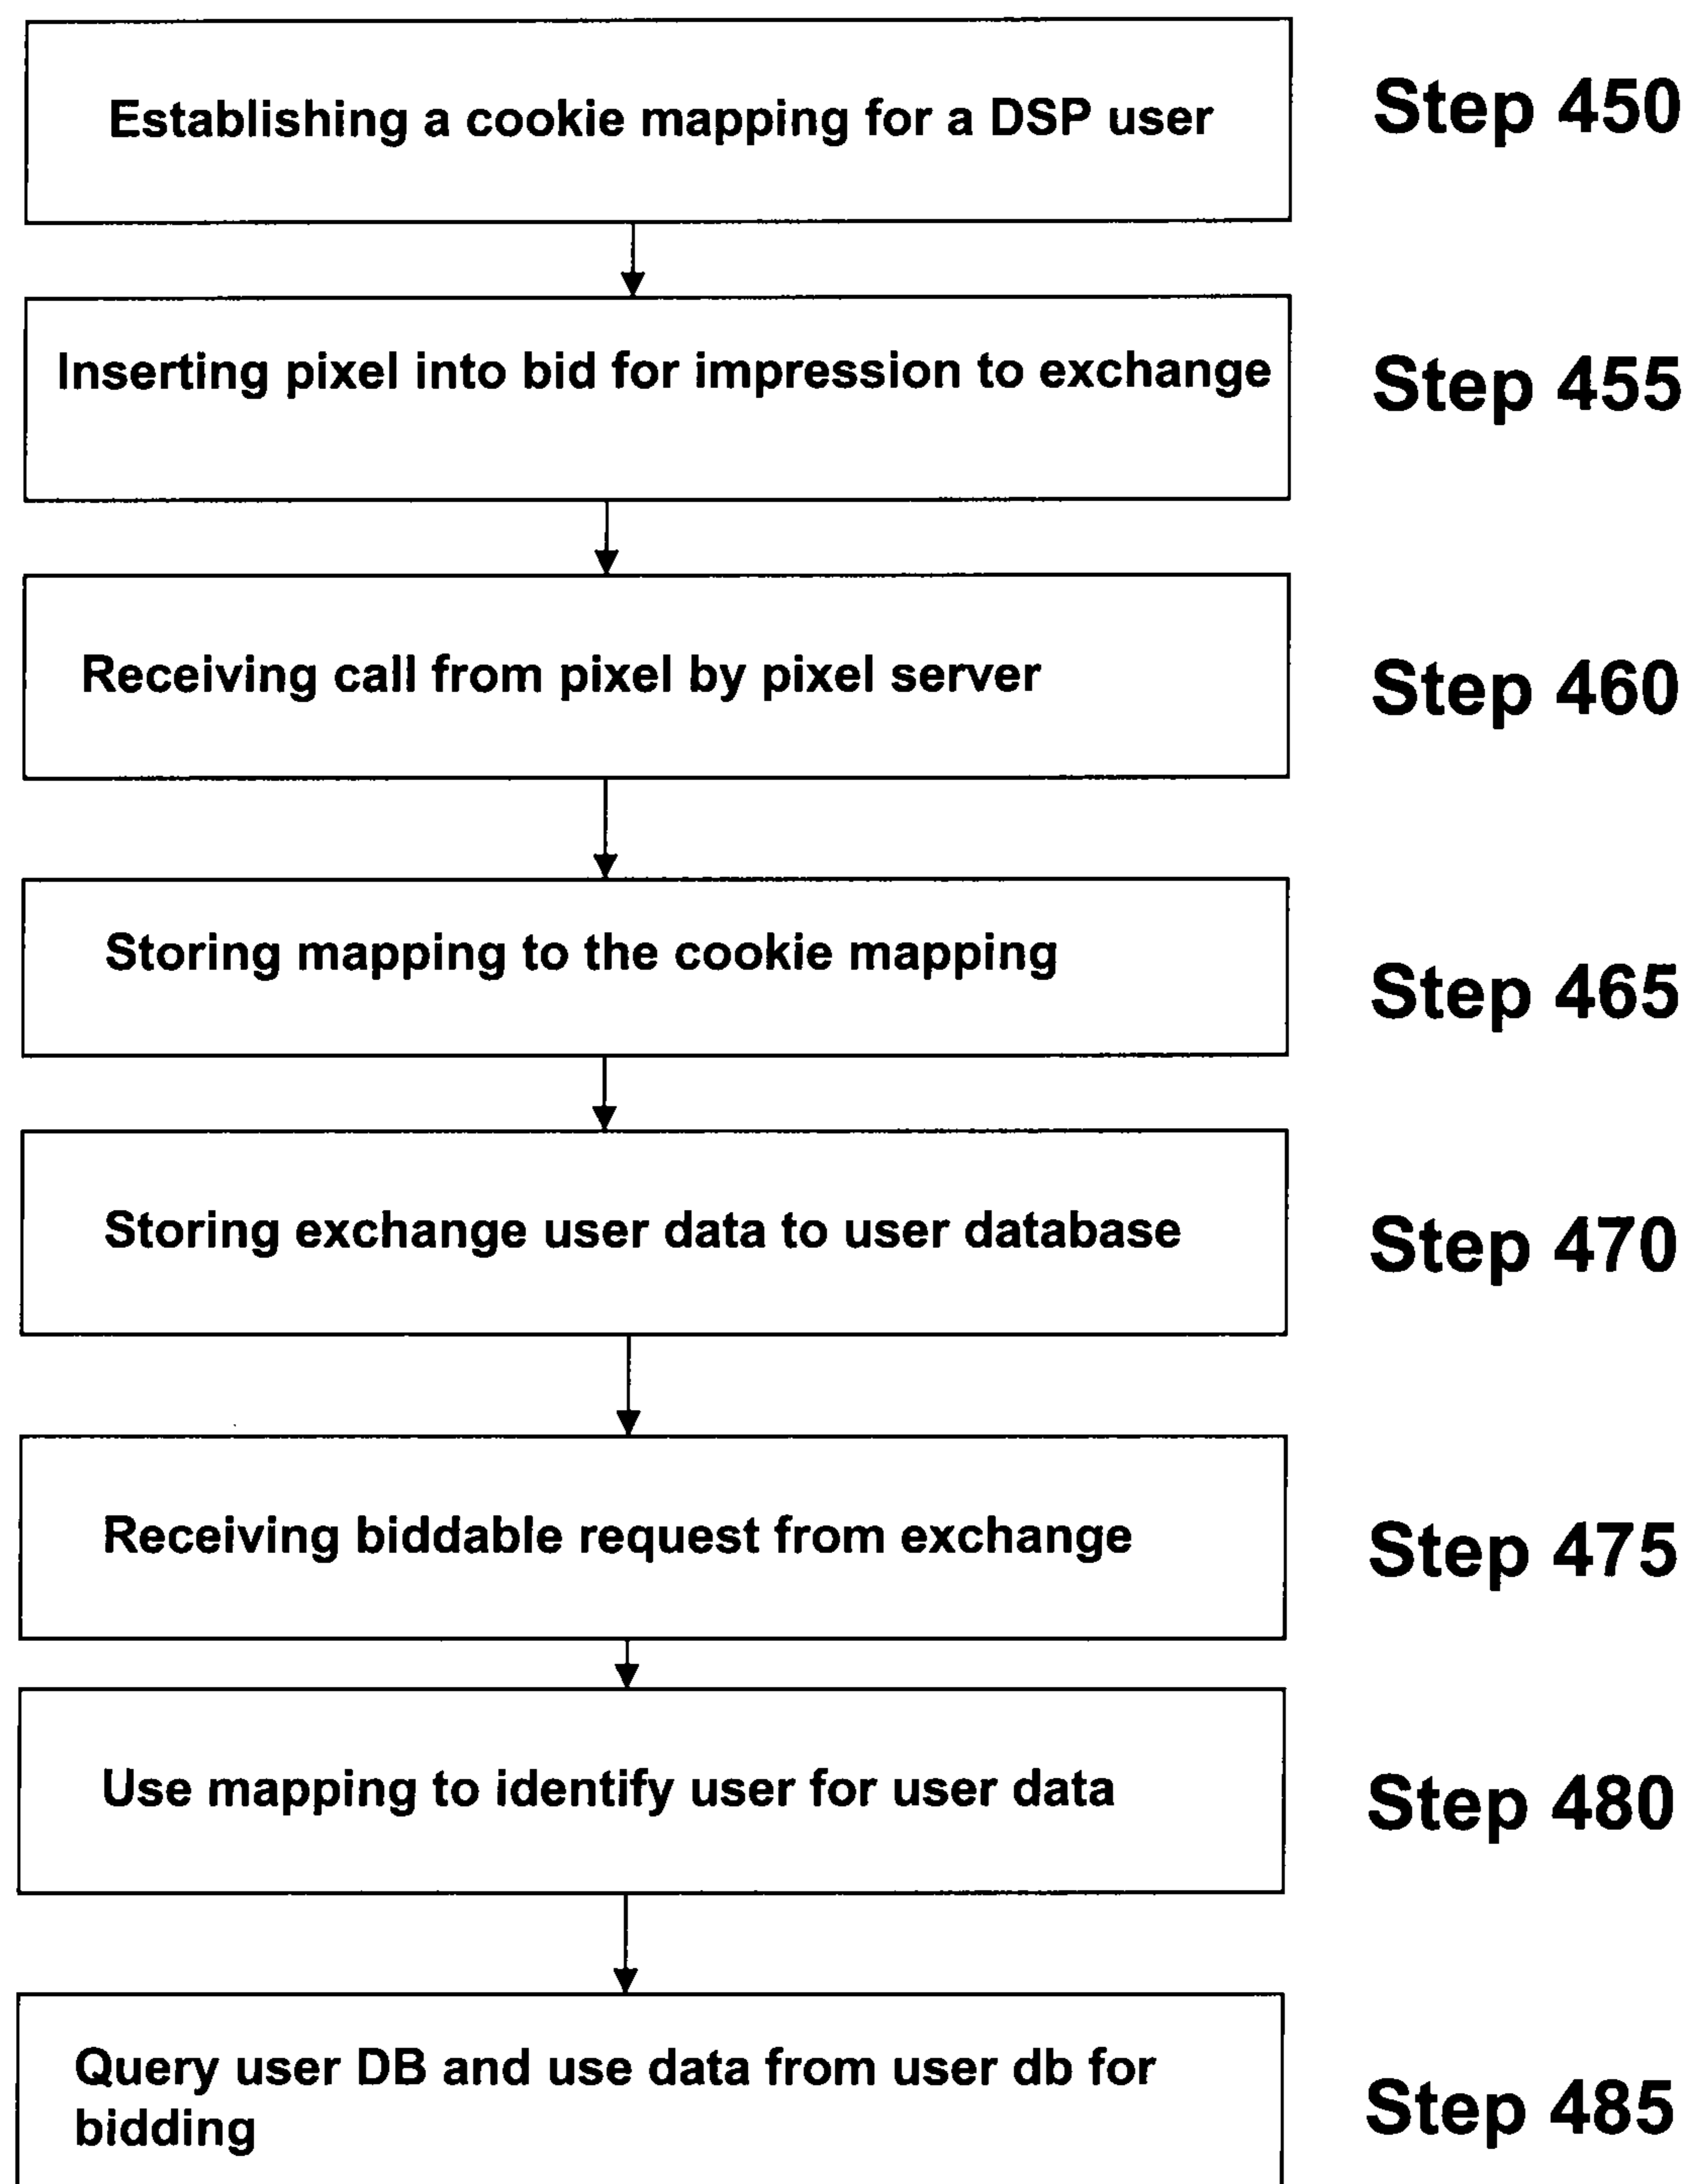 Establishing a cookie mapping for a DSP user
Step 450
Inserting pixel into bid for impression to exchange
Step 455
Receiving call from pixel by pixel server
Step 460
Storing mapping to the cookie mapping
Step 465
Storing exchange user data to user database
Step 470
Receiving biddable request from exchange
Step 475
Use mapping to identify user for user data
Step 480
Query user DB and use data from user db for
bidding
Step 485